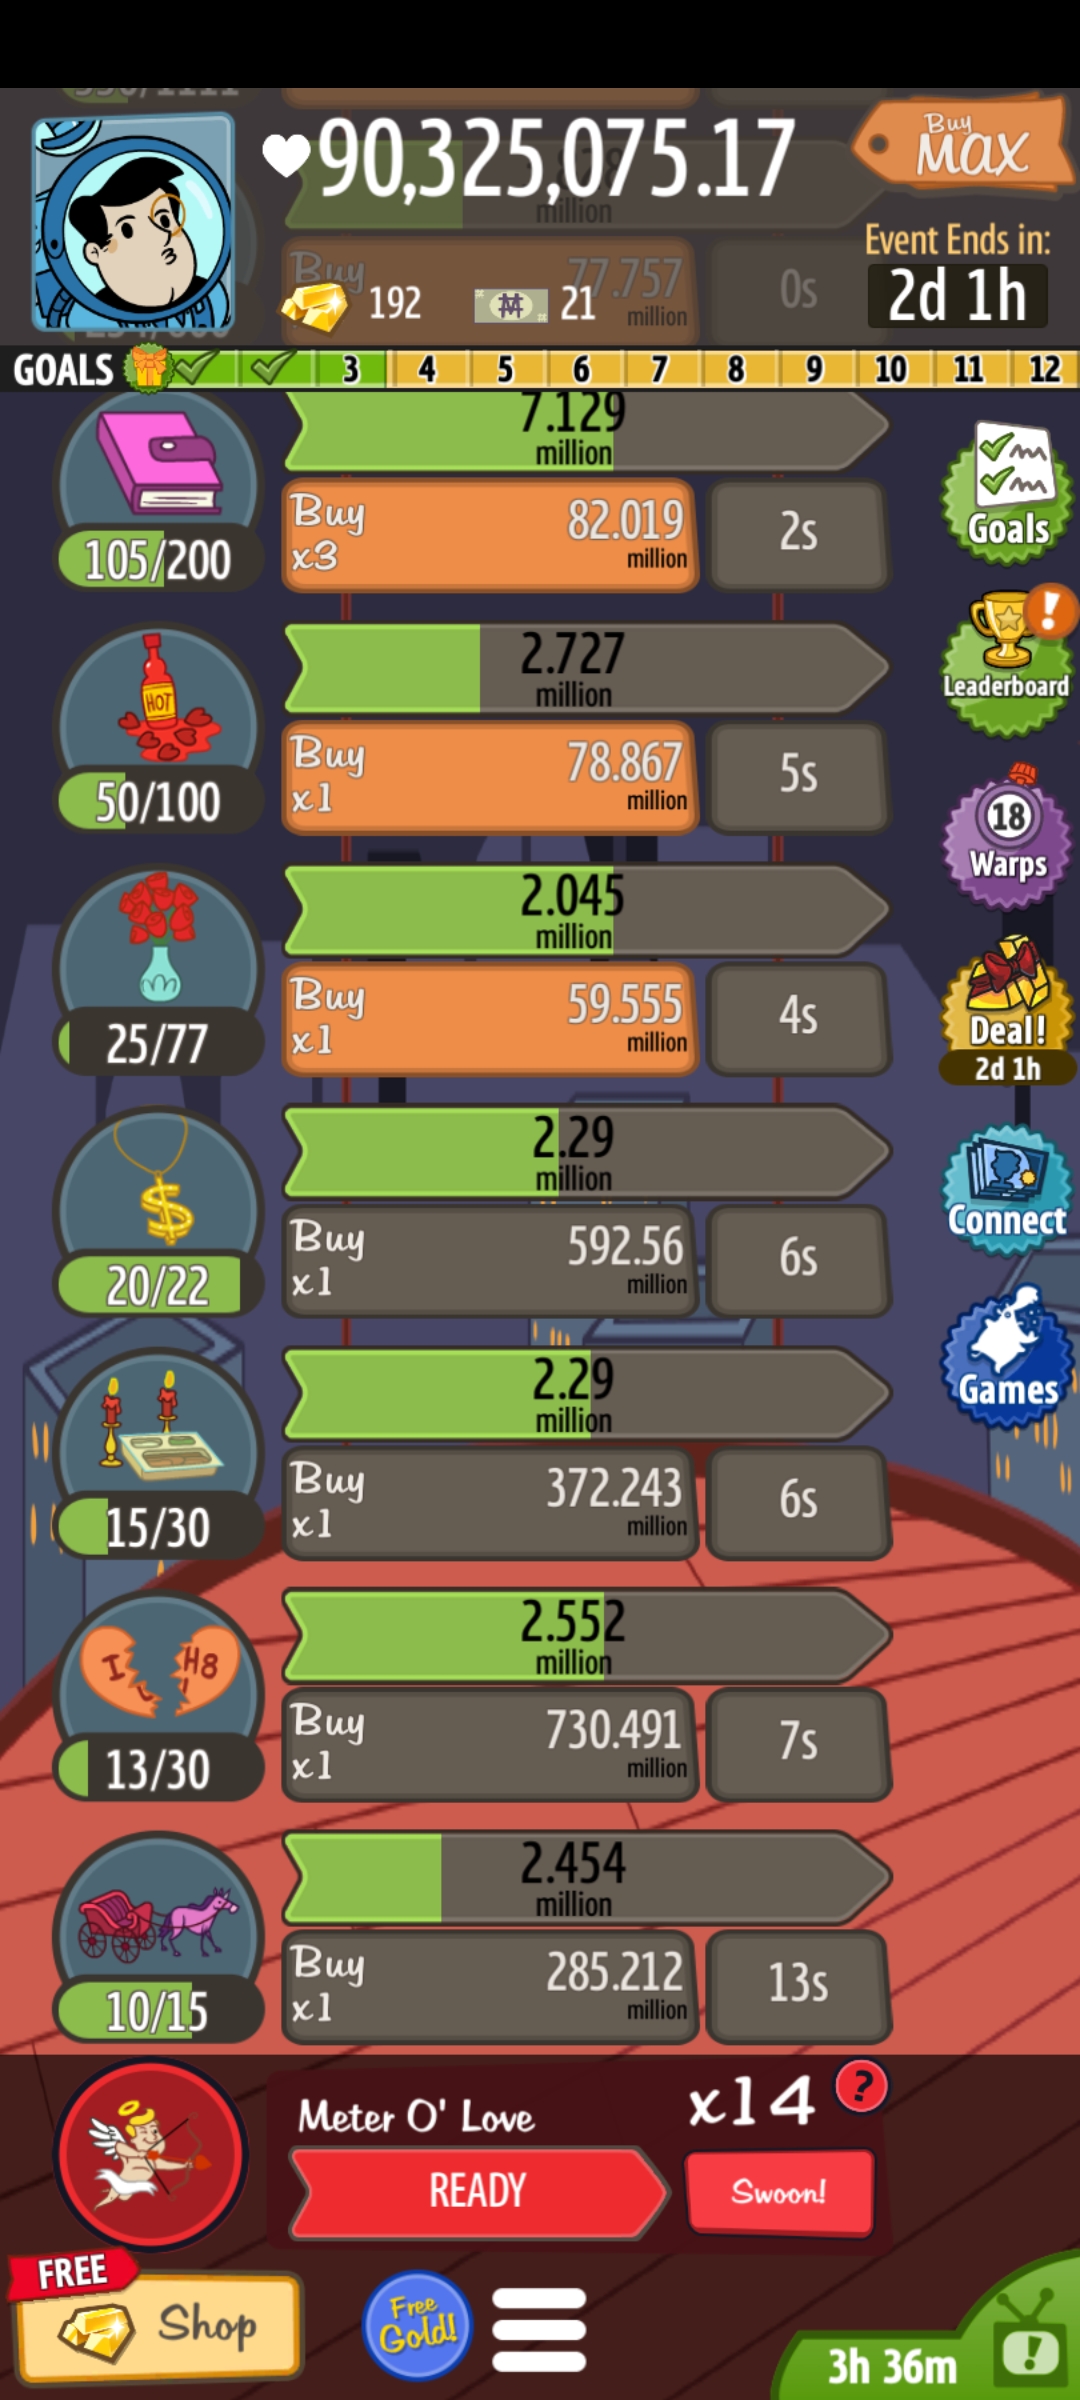 90,325,075.17
Buy
MAX
million
Event Ends in:
2d 1h
Buy
77.757
million
0s
192
21
GOALS
3
4
5
6
7
8
9
10
11
12
7.129
million
105/200
Buy
x3
82.019
million
2s
Goals
2.727
million
HOT
50/100
Buy
x1
78.867
million
5s
!
Leaderboard
18
Warps
2.045
million
25/77
Buy
x1
59.555
million
4s
Deal!
2d 1h
2.29
million
$
20/22
Buy
x1
592.56
million
6s
Connect
2.29
million
15/30
Buy
x1
372.243
million
6s
Games
2.552
million
I L H8
13/30
Buy
x1
730.491
million
7s
2.454
million
10/15
Buy
x1
285.212
million
13s
Meter O' Love
x14
?
READY
Swoon!
FREE
Shop
Free
Gold!
3h 36m
!